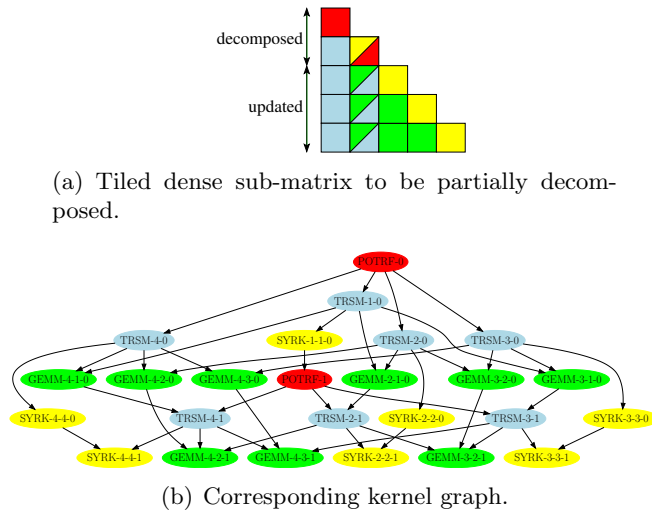 decomposed
updated
(a) Tiled dense sub-matrix to be partially decom-
posed.
POTRF-0
TRSM-1-0
TRSM-4-0 SYRK-1-1-0 TRSM-2-0 TRSM-3-0
GEMM-4-1-0 GEMM-4-2-0 GEMM-4-3-0 POTRF-1 GEMM-2-1-0 GEMM-3-2-0 GEMM-3-1-0
SYRK-4-4-0 TRSM-4-1 TRSM-2-1 SYRK-2-2-0 TRSM-3-1 SYRK-3-3-0
SYRK-4-4-1 GEMM-4-2-1 GEMM-4-3-1 SYRK-2-2-1 GEMM-3-2-1 SYRK-3-3-1
(b) Corresponding kernel graph.